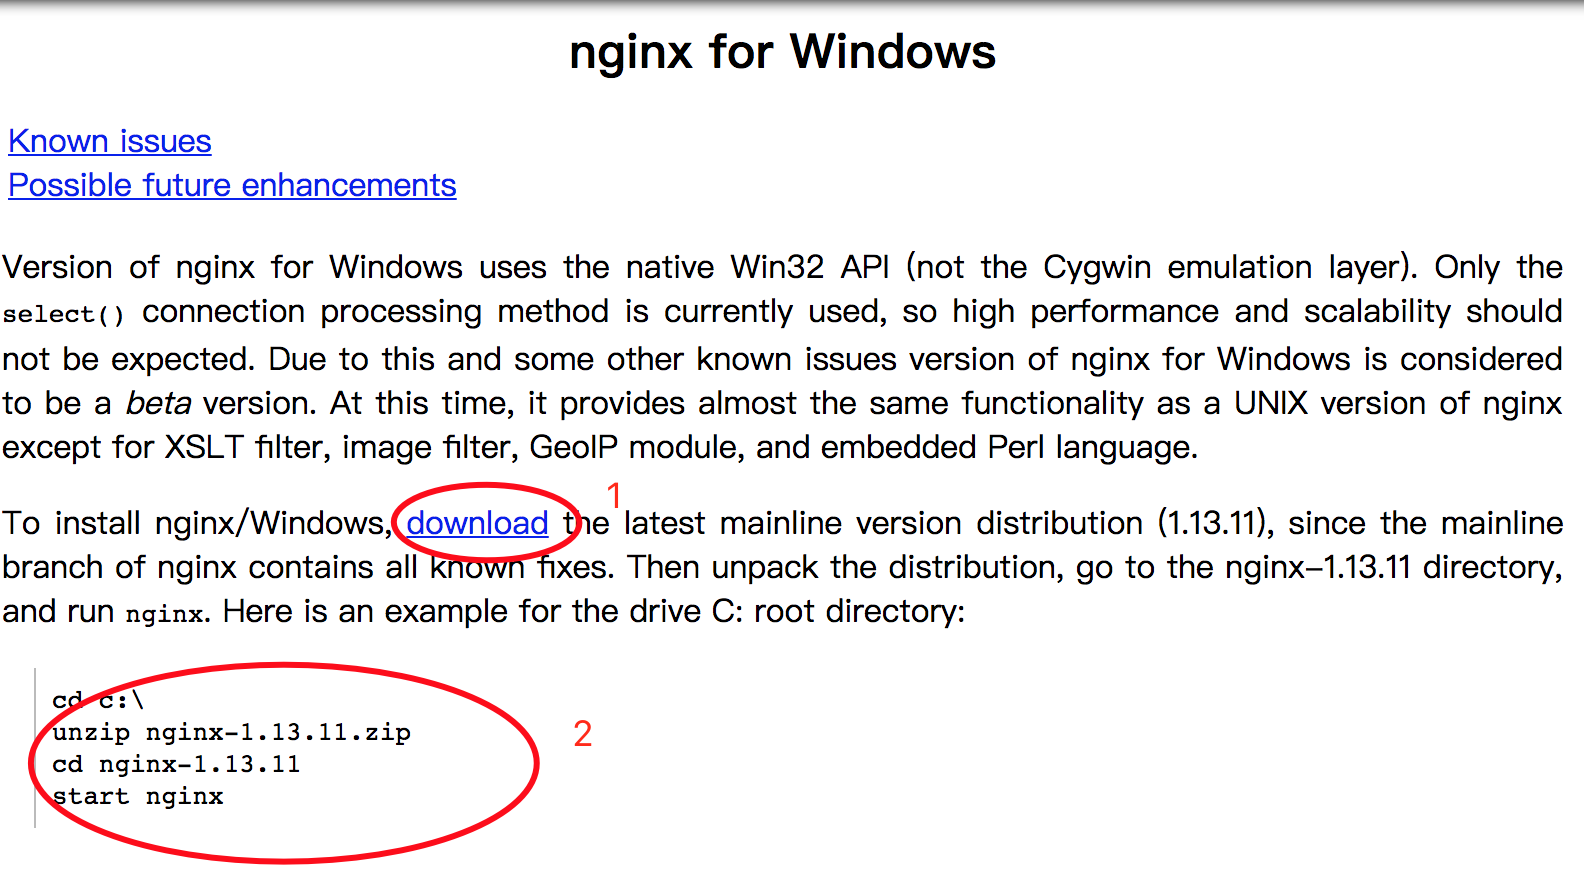 nginx for Windows
Known issues
Possible future enhancements
Version of nginx for Windows uses the native Win32 API (not the Cygwin emulation layer). Only the
select() connection processing method is currently used, so high performance and scalability should
not be expected. Due to this and some other known issues version of nginx for Windows is considered
to be a beta version. At this time, it provides almost the same functionality as a UNIX version of nginx
except for XSLT filter, image filter, GeoIP module, and embedded Perl language.
1
To install nginx/Windows, download the latest mainline version distribution (1.13.11), since the mainline
branch of nginx contains all known fixes. Then unpack the distribution, go to the nginx-1.13.11 directory,
and run nginx. Here is an example for the drive C: root directory:
cd c:\
unzip nginx-1.13.11.zip
2
cd nginx-1.13.11
start nginx